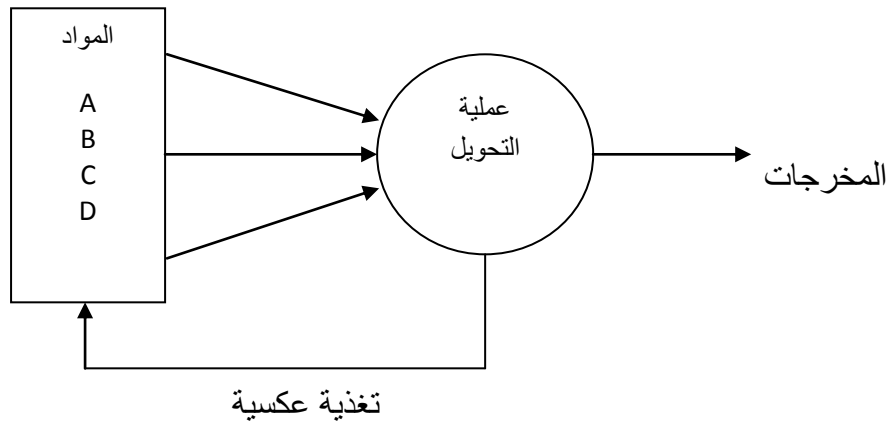 المواد
A
B
C
D
عملية
التحويل
المخرجات
تغذية عكسية